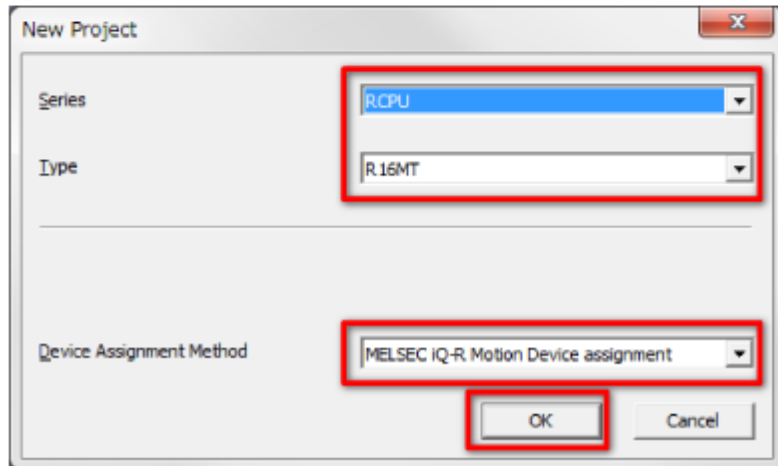 New Project
Series
RCPU
Type
R16MT
Device Assignment Method
MELSEC iQ-R Motion Device assignment
OK
Cancel